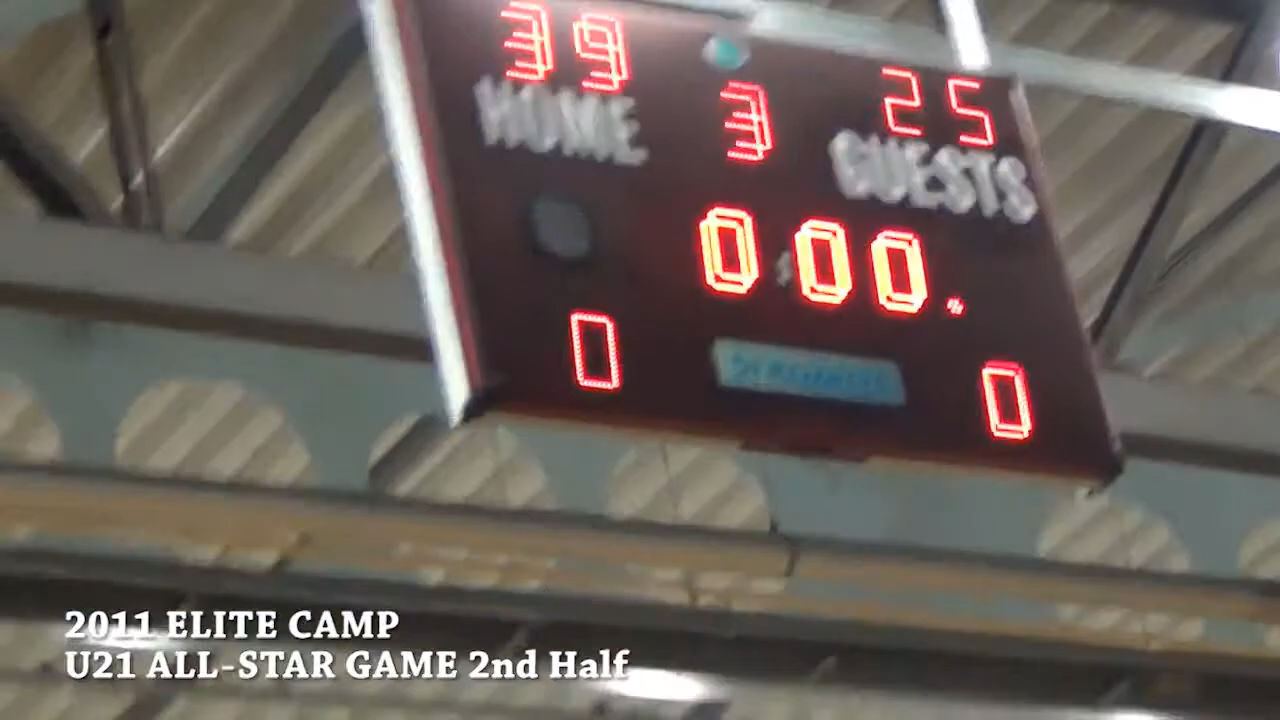 39 3 25
HOME GUESTS
0:00.
0 0
2011 ELITE CAMP
U21 ALL-STAR GAME 2nd Half